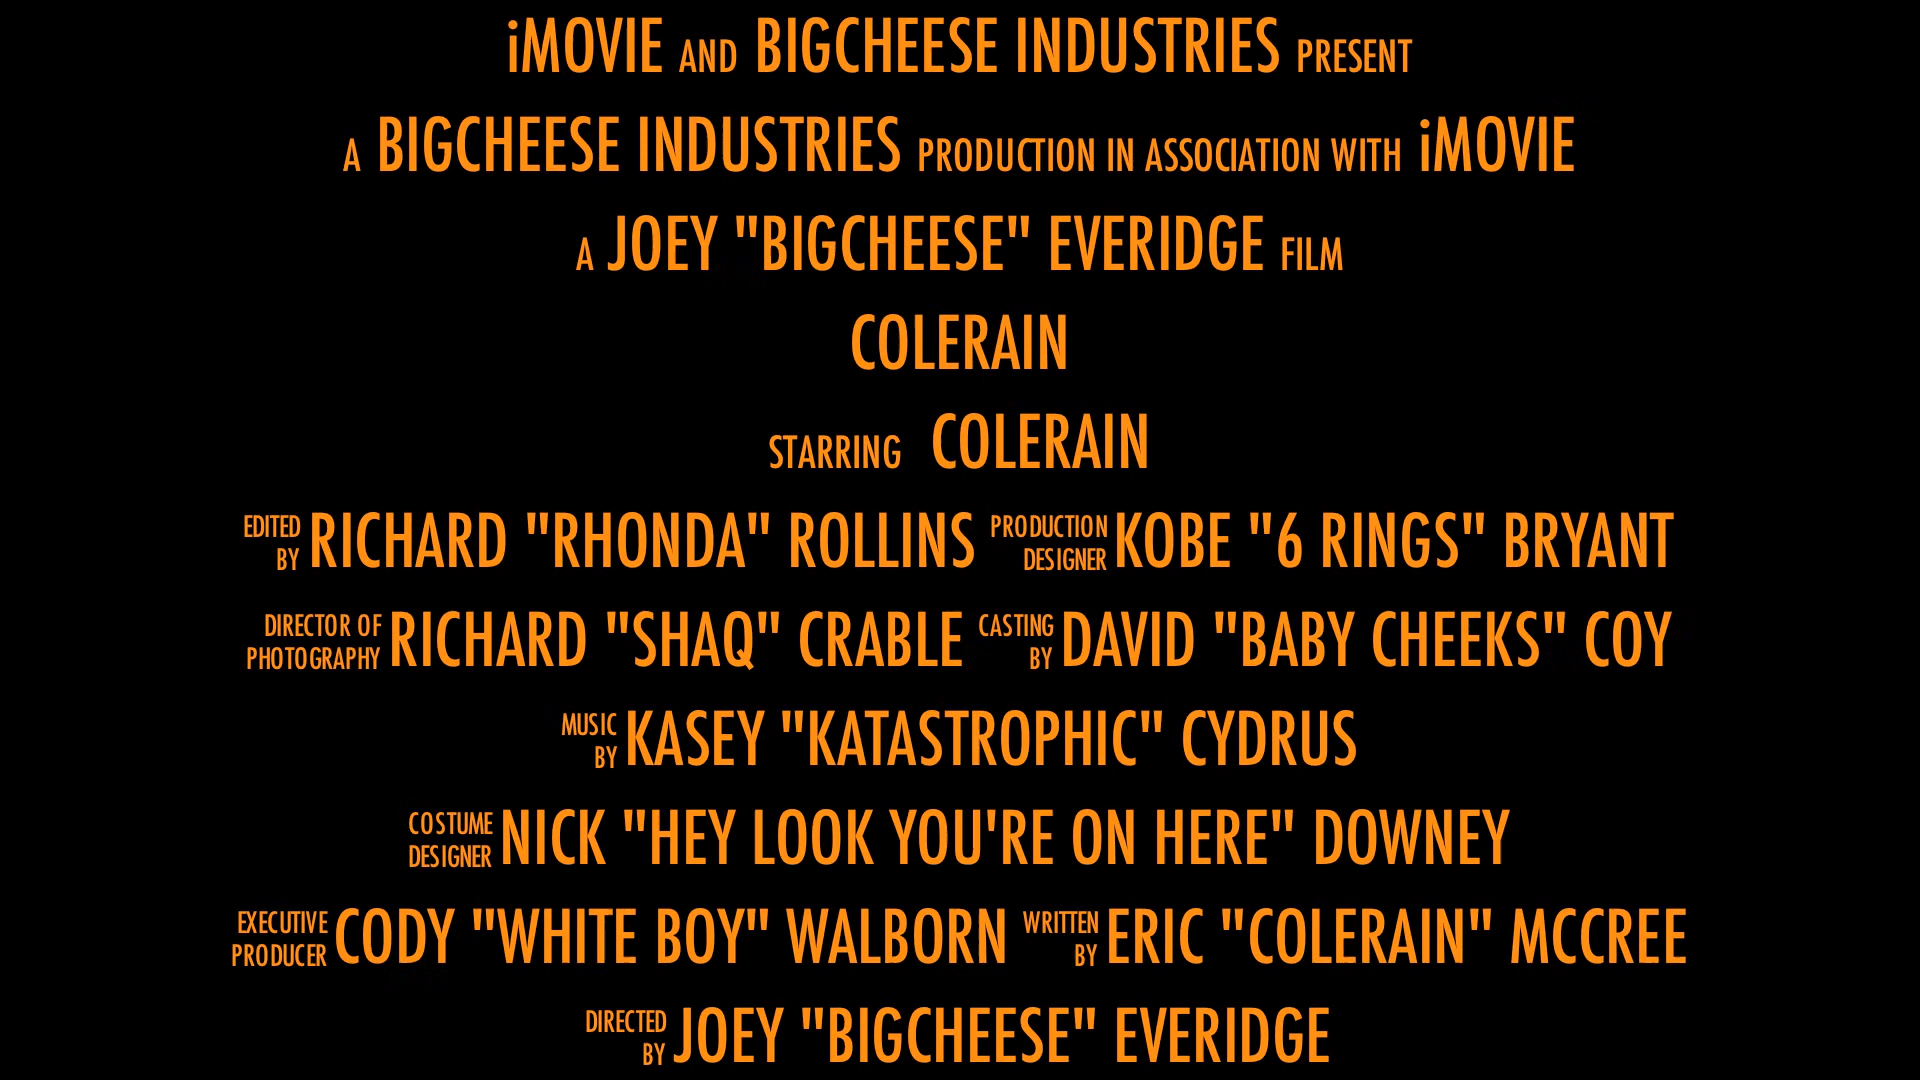 iMOVIE AND BIGCHEESE INDUSTRIES PRESENT
A BIGCHEESE INDUSTRIES PRODUCTION IN ASSOCIATION WITH iMOVIE
A JOEY "BIGCHEESE" EVERIDGE FILM
COLERAIN
STARRING COLERAIN
EDITED BY RICHARD "RHONDA" ROLLINS PRODUCTION DESIGNER KOBE "6 RINGS" BRYANT
DIRECTOR OF PHOTOGRAPHY RICHARD "SHAQ" CRABLE CASTING BY DAVID "BABY CHEEKS" COY
MUSIC BY KASEY "KATASTROPHIC" CYDRUS
COSTUME DESIGNER NICK "HEY LOOK YOU'RE ON HERE" DOWNEY
EXECUTIVE PRODUCER CODY "WHITE BOY" WALBORN WRITTEN BY ERIC "COLERAIN" MCCREE
DIRECTED BY JOEY "BIGCHEESE" EVERIDGE